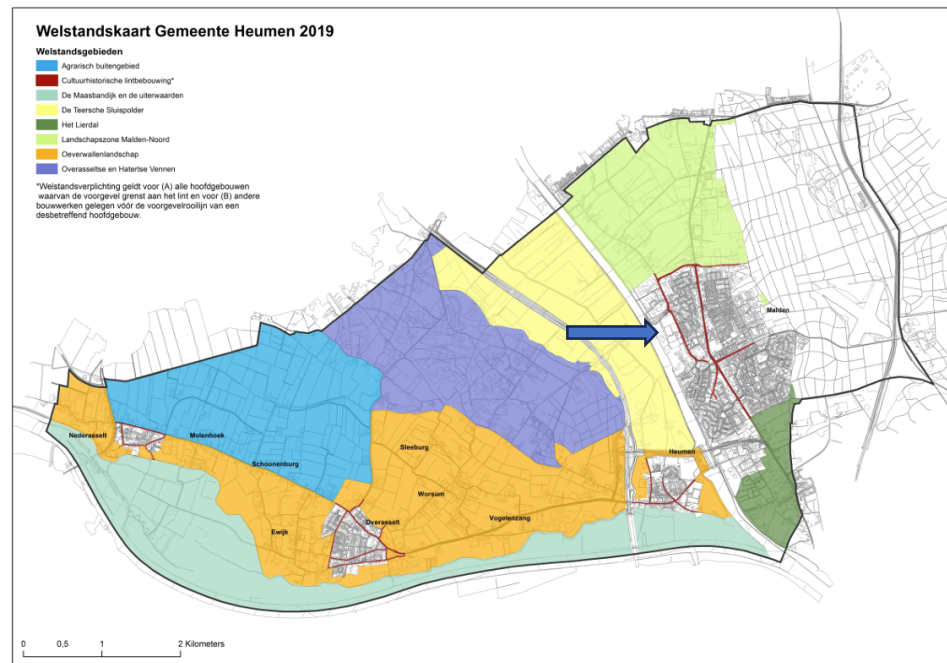 Welstandskaart Gemeente Heumen 2019
Welstandsgebieden
Agrarisch buitengebied
Cultuurhistorische lintbebouwing*
De Maasbandijk en de uiterwaarden
De Teersche Sluispolder
Het Lierdal
Landschapszone Malden-Noord
Oeverwallenlandschap
Overasseltse en Hatertse Vennen
*Welstandsverplichting geldt voor (A) alle hoofdgebouwen
waarvan de voorgevel grenst aan het lint en voor (B) andere
bouwwerken gelegen vóór de voorgevelrooilijn van een
desbetreffend hoofdgebouw.
Malden
Nederasselt
Molenhoek
Sleeburg
Heumen
Schoonenburg
Worsum
Vogelenzang
Overasselt
Ewijk
0 0,5 1 2 Kilometers